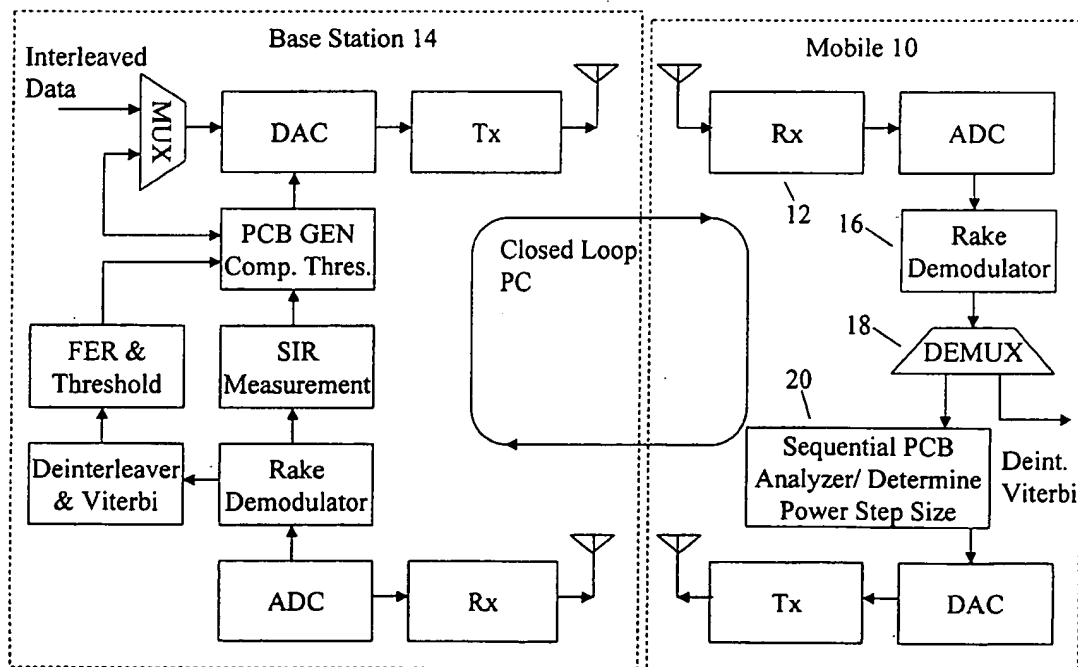 Base Station 14
Interleaved
Data
MUX
DAC
Tx
PCB GEN
Comp. Thres.
FER &
Threshold
SIR
Measurement
Deinterleaver
& Viterbi
Rake
Demodulator
ADC
Rx
Closed Loop
PC
Mobile 10
Rx
ADC
12
16
Rake
Demodulator
18
DEMUX
20
Sequential PCB
Analyzer/ Determine
Power Step Size
Deint.
Viterbi
Tx
DAC